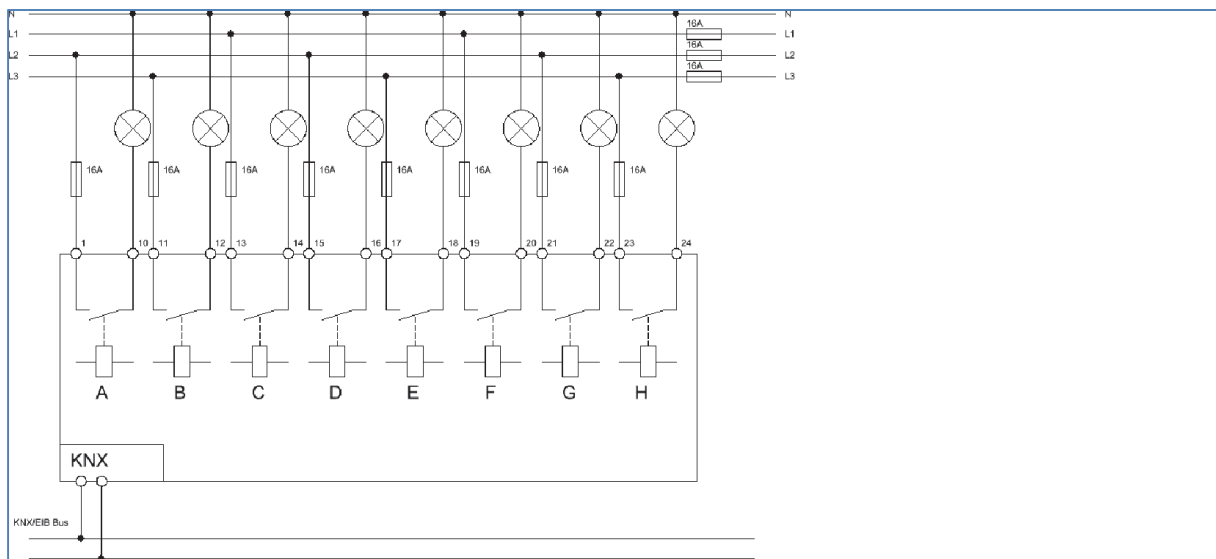 N N
L1 16A L1
L2 16A L2
L3 16A L3
16A 16A 16A 16A 16A 16A 16A 16A
1 10 11 12 13 14 15 16 17 18 19 20 21 22 23 24
A B C D E F G H
KNX
KNX/EIB Bus